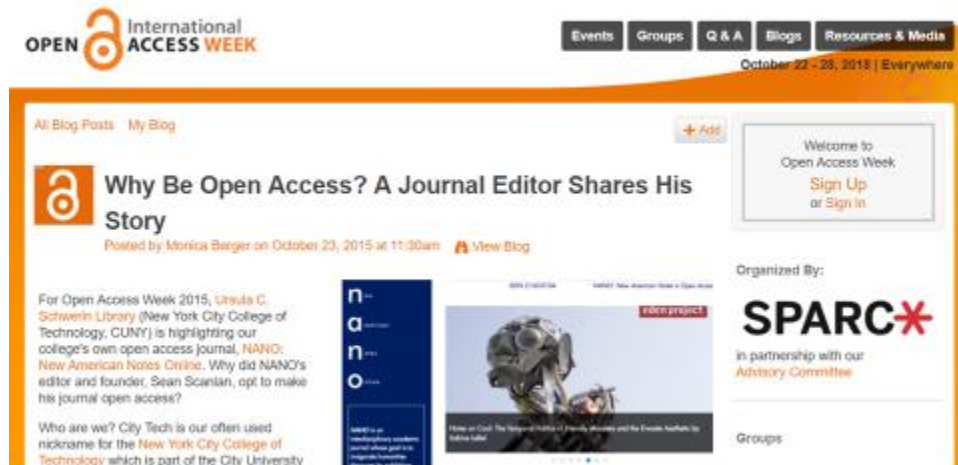 OPEN International
ACCESS WEEK
Events Groups Q & A Blogs Resources & Media
October 22 - 28, 2018 | Everywhere
All Blog Posts My Blog
+ Add
Why Be Open Access? A Journal Editor Shares His
Story
Posted by Monica Berger on October 23, 2015 at 11:30am View Blog
For Open Access Week 2015, Ursula C.
Schwerin Library (New York City College of
Technology, CUNY) is highlighting our
college's own open access journal, NANO:
New American Notes Online. Why did NANO's
editor and founder, Sean Scanlan, opt to make
his journal open access?
Who are we? City Tech is our often used
nickname for the New York City College of
Technology which is part of the City University
n
a
n
o
NANO is an
eden project
Welcome to
Open Access Week
Sign Up
or Sign In
Organized By:
SPARC
in partnership with our
Advisory Committee
Groups